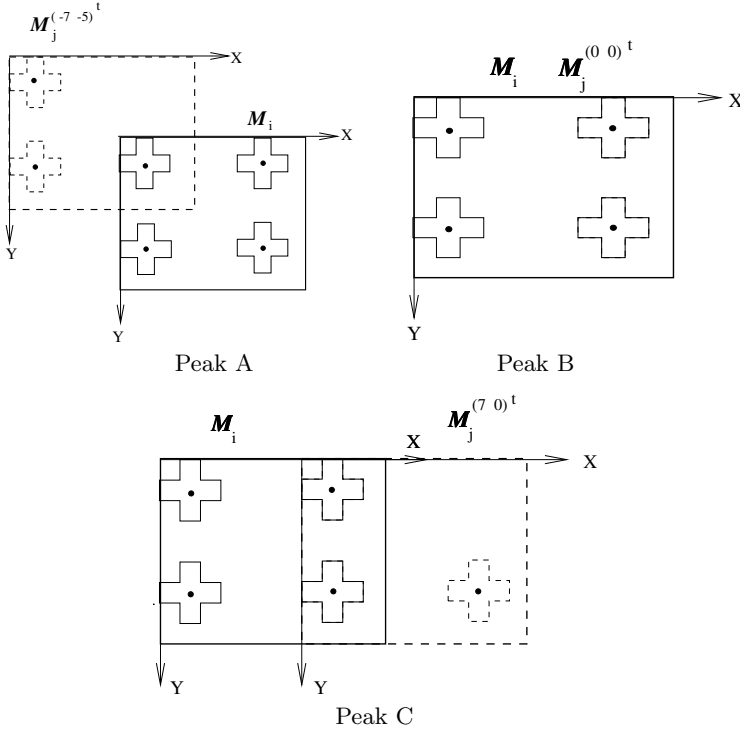 M_j^(-7 -5)^t
X
M_i
X
Y
Y
Peak A
M_i M_j^(0 0)^t
X
Y
Peak B
M_i
M_j^(7 0)^t
X
X
Y
Y
Peak C